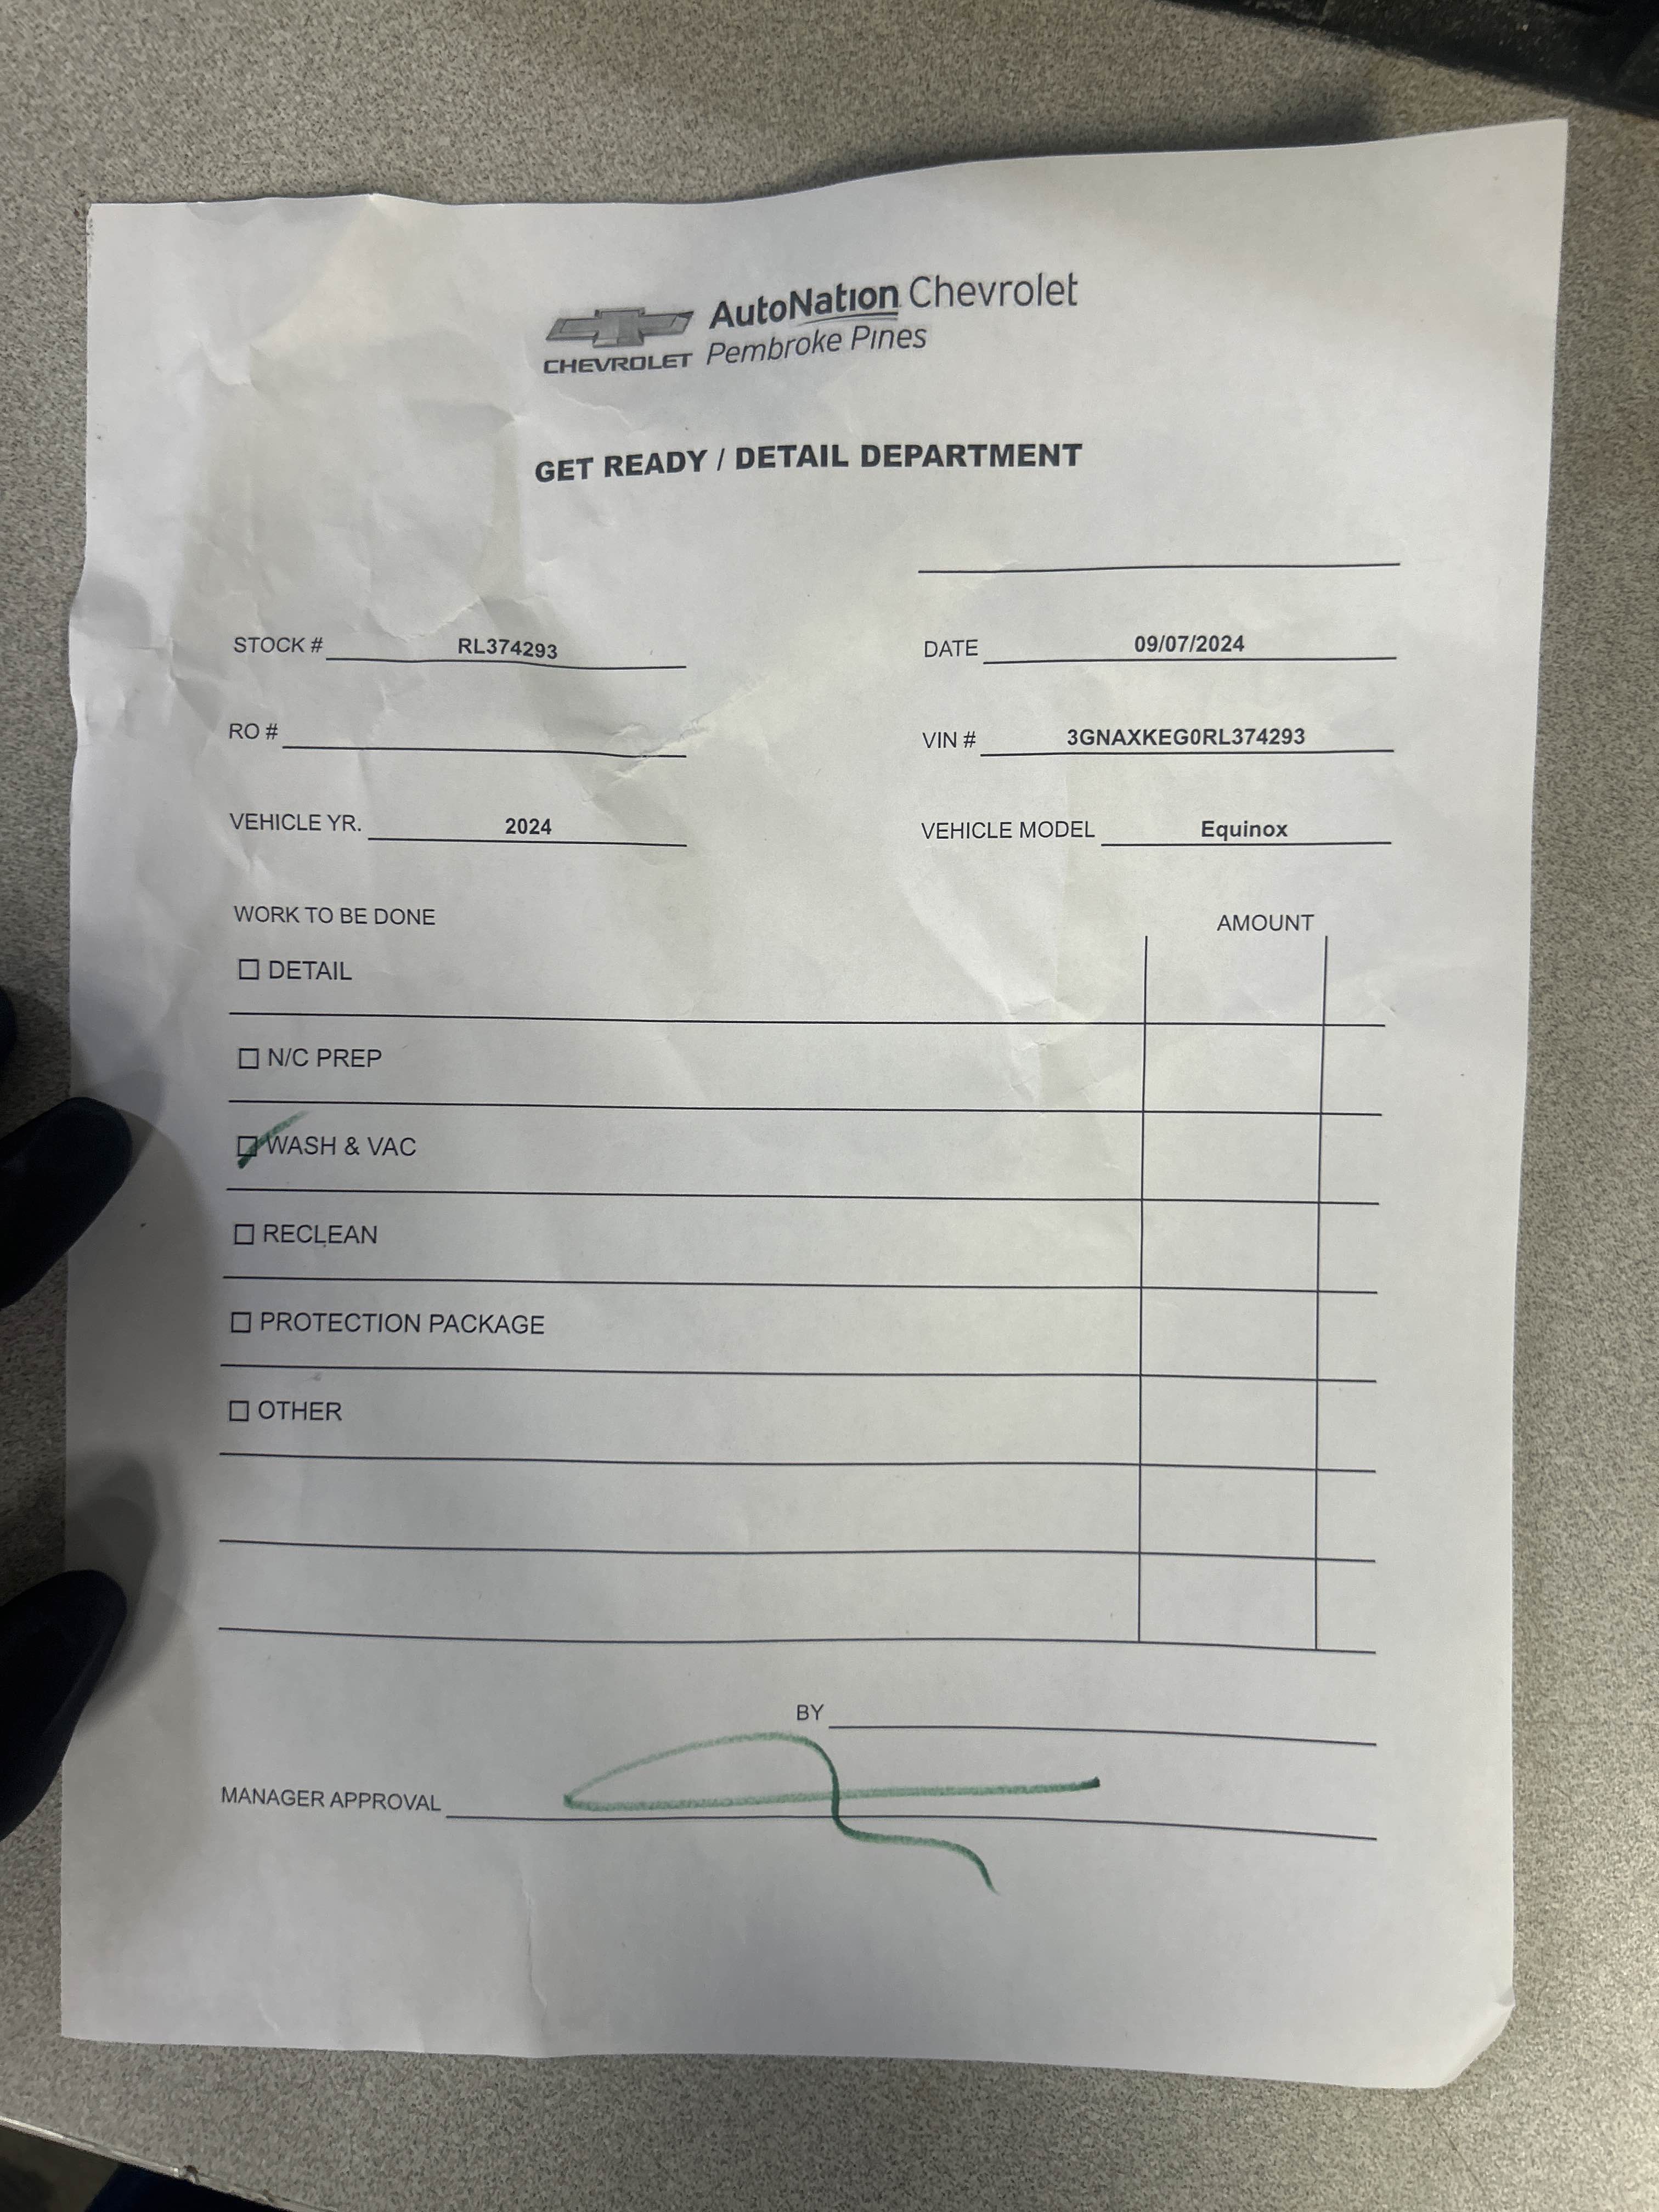 AutoNation Chevrolet
CHEVROLET Pembroke Pines
GET READY / DETAIL DEPARTMENT
STOCK # RL374293 DATE 09/07/2024
RO # VIN # 3GNAXKEG0RL374293
VEHICLE YR. 2024 VEHICLE MODEL Equinox
WORK TO BE DONE AMOUNT
DETAIL
N/C PREP
WASH & VAC
RECLEAN
PROTECTION PACKAGE
OTHER
BY
MANAGER APPROVAL